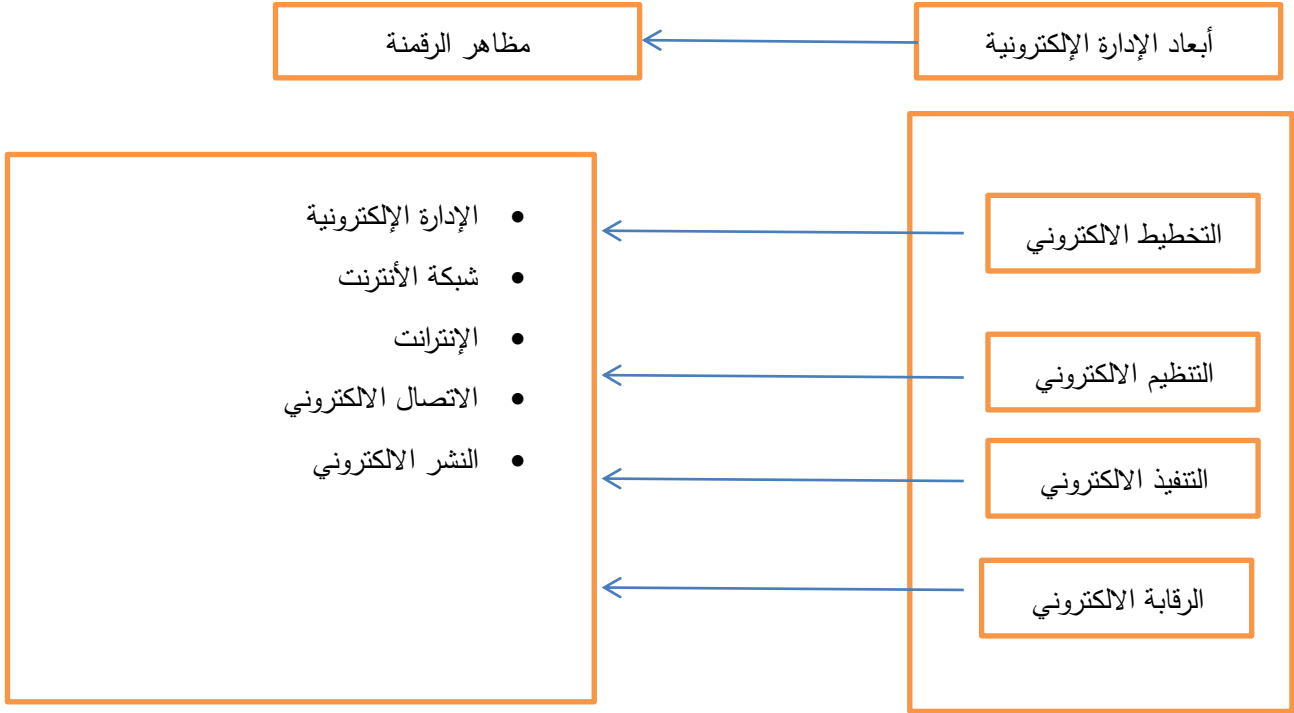 أبعاد الإدارة الإلكترونية
مظاهر الرقمنة
التخطيط الالكتروني
التنظيم الالكتروني
التنفيذ الالكتروني
الرقابة الالكتروني
• الإدارة الإلكترونية
• شبكة الأنترنت
• الإنترانت
• الاتصال الالكتروني
• النشر الالكتروني